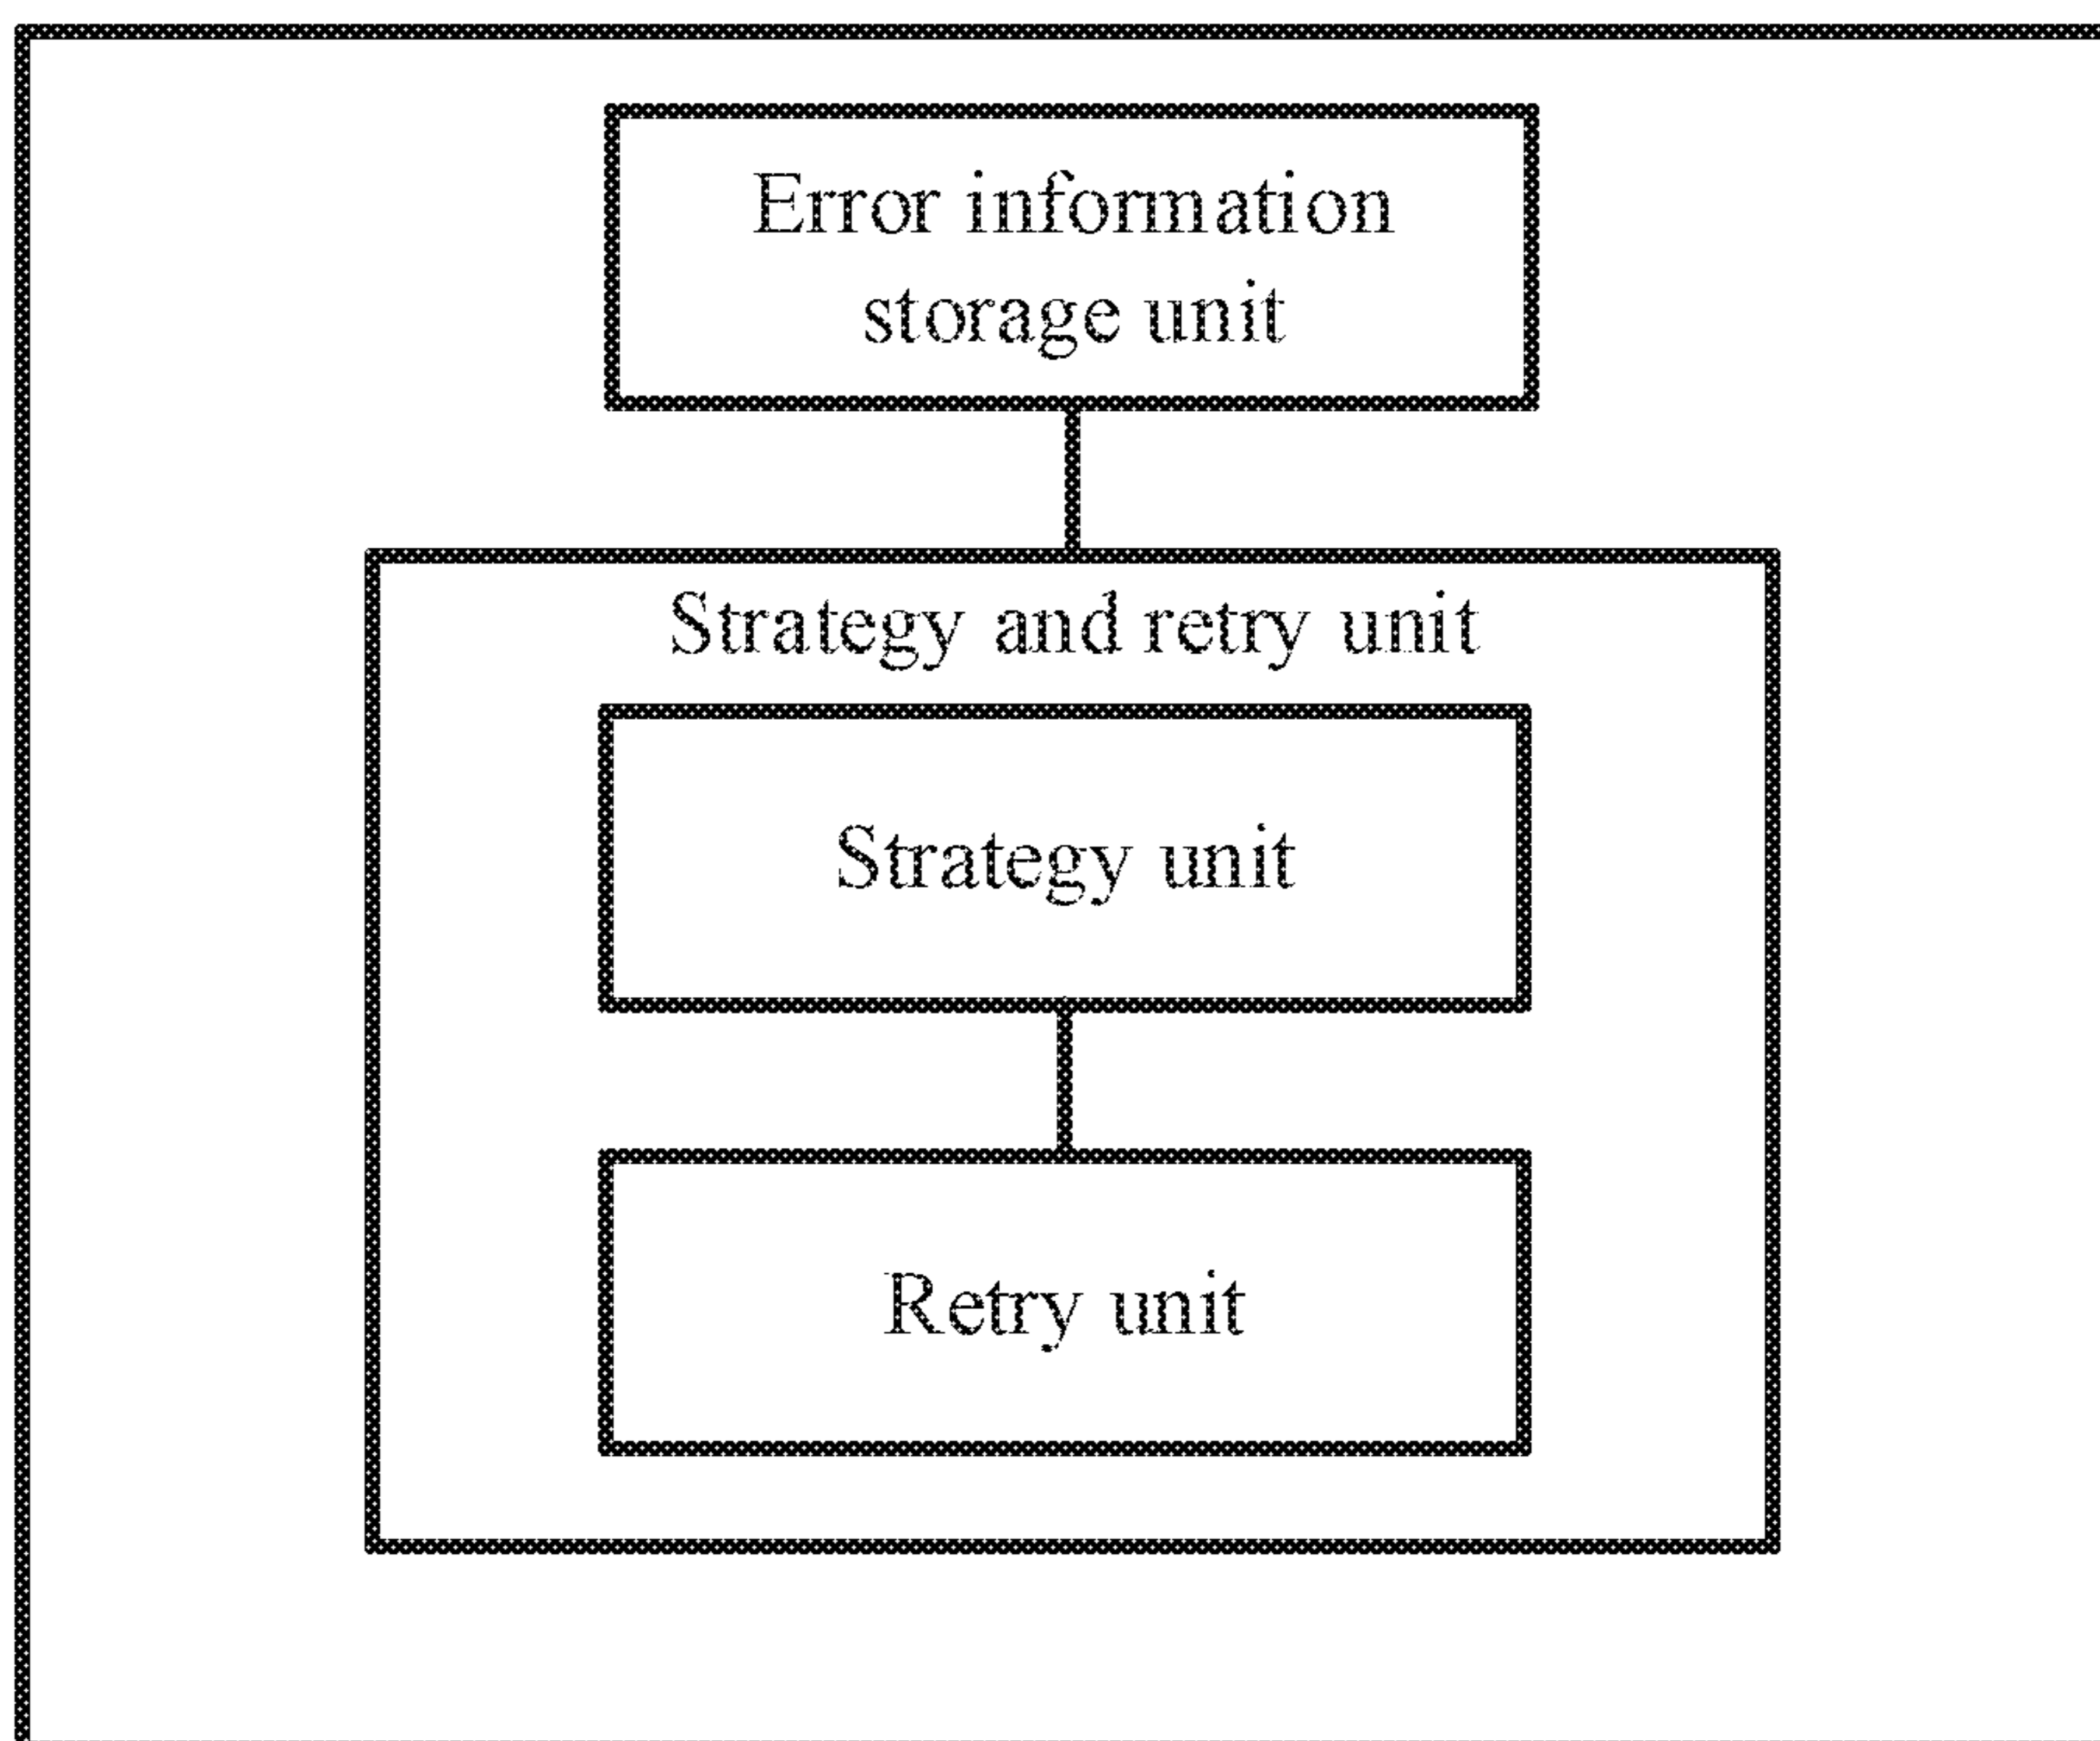 Error information
storage unit
Strategy and retry unit
Strategy unit
Retry unit